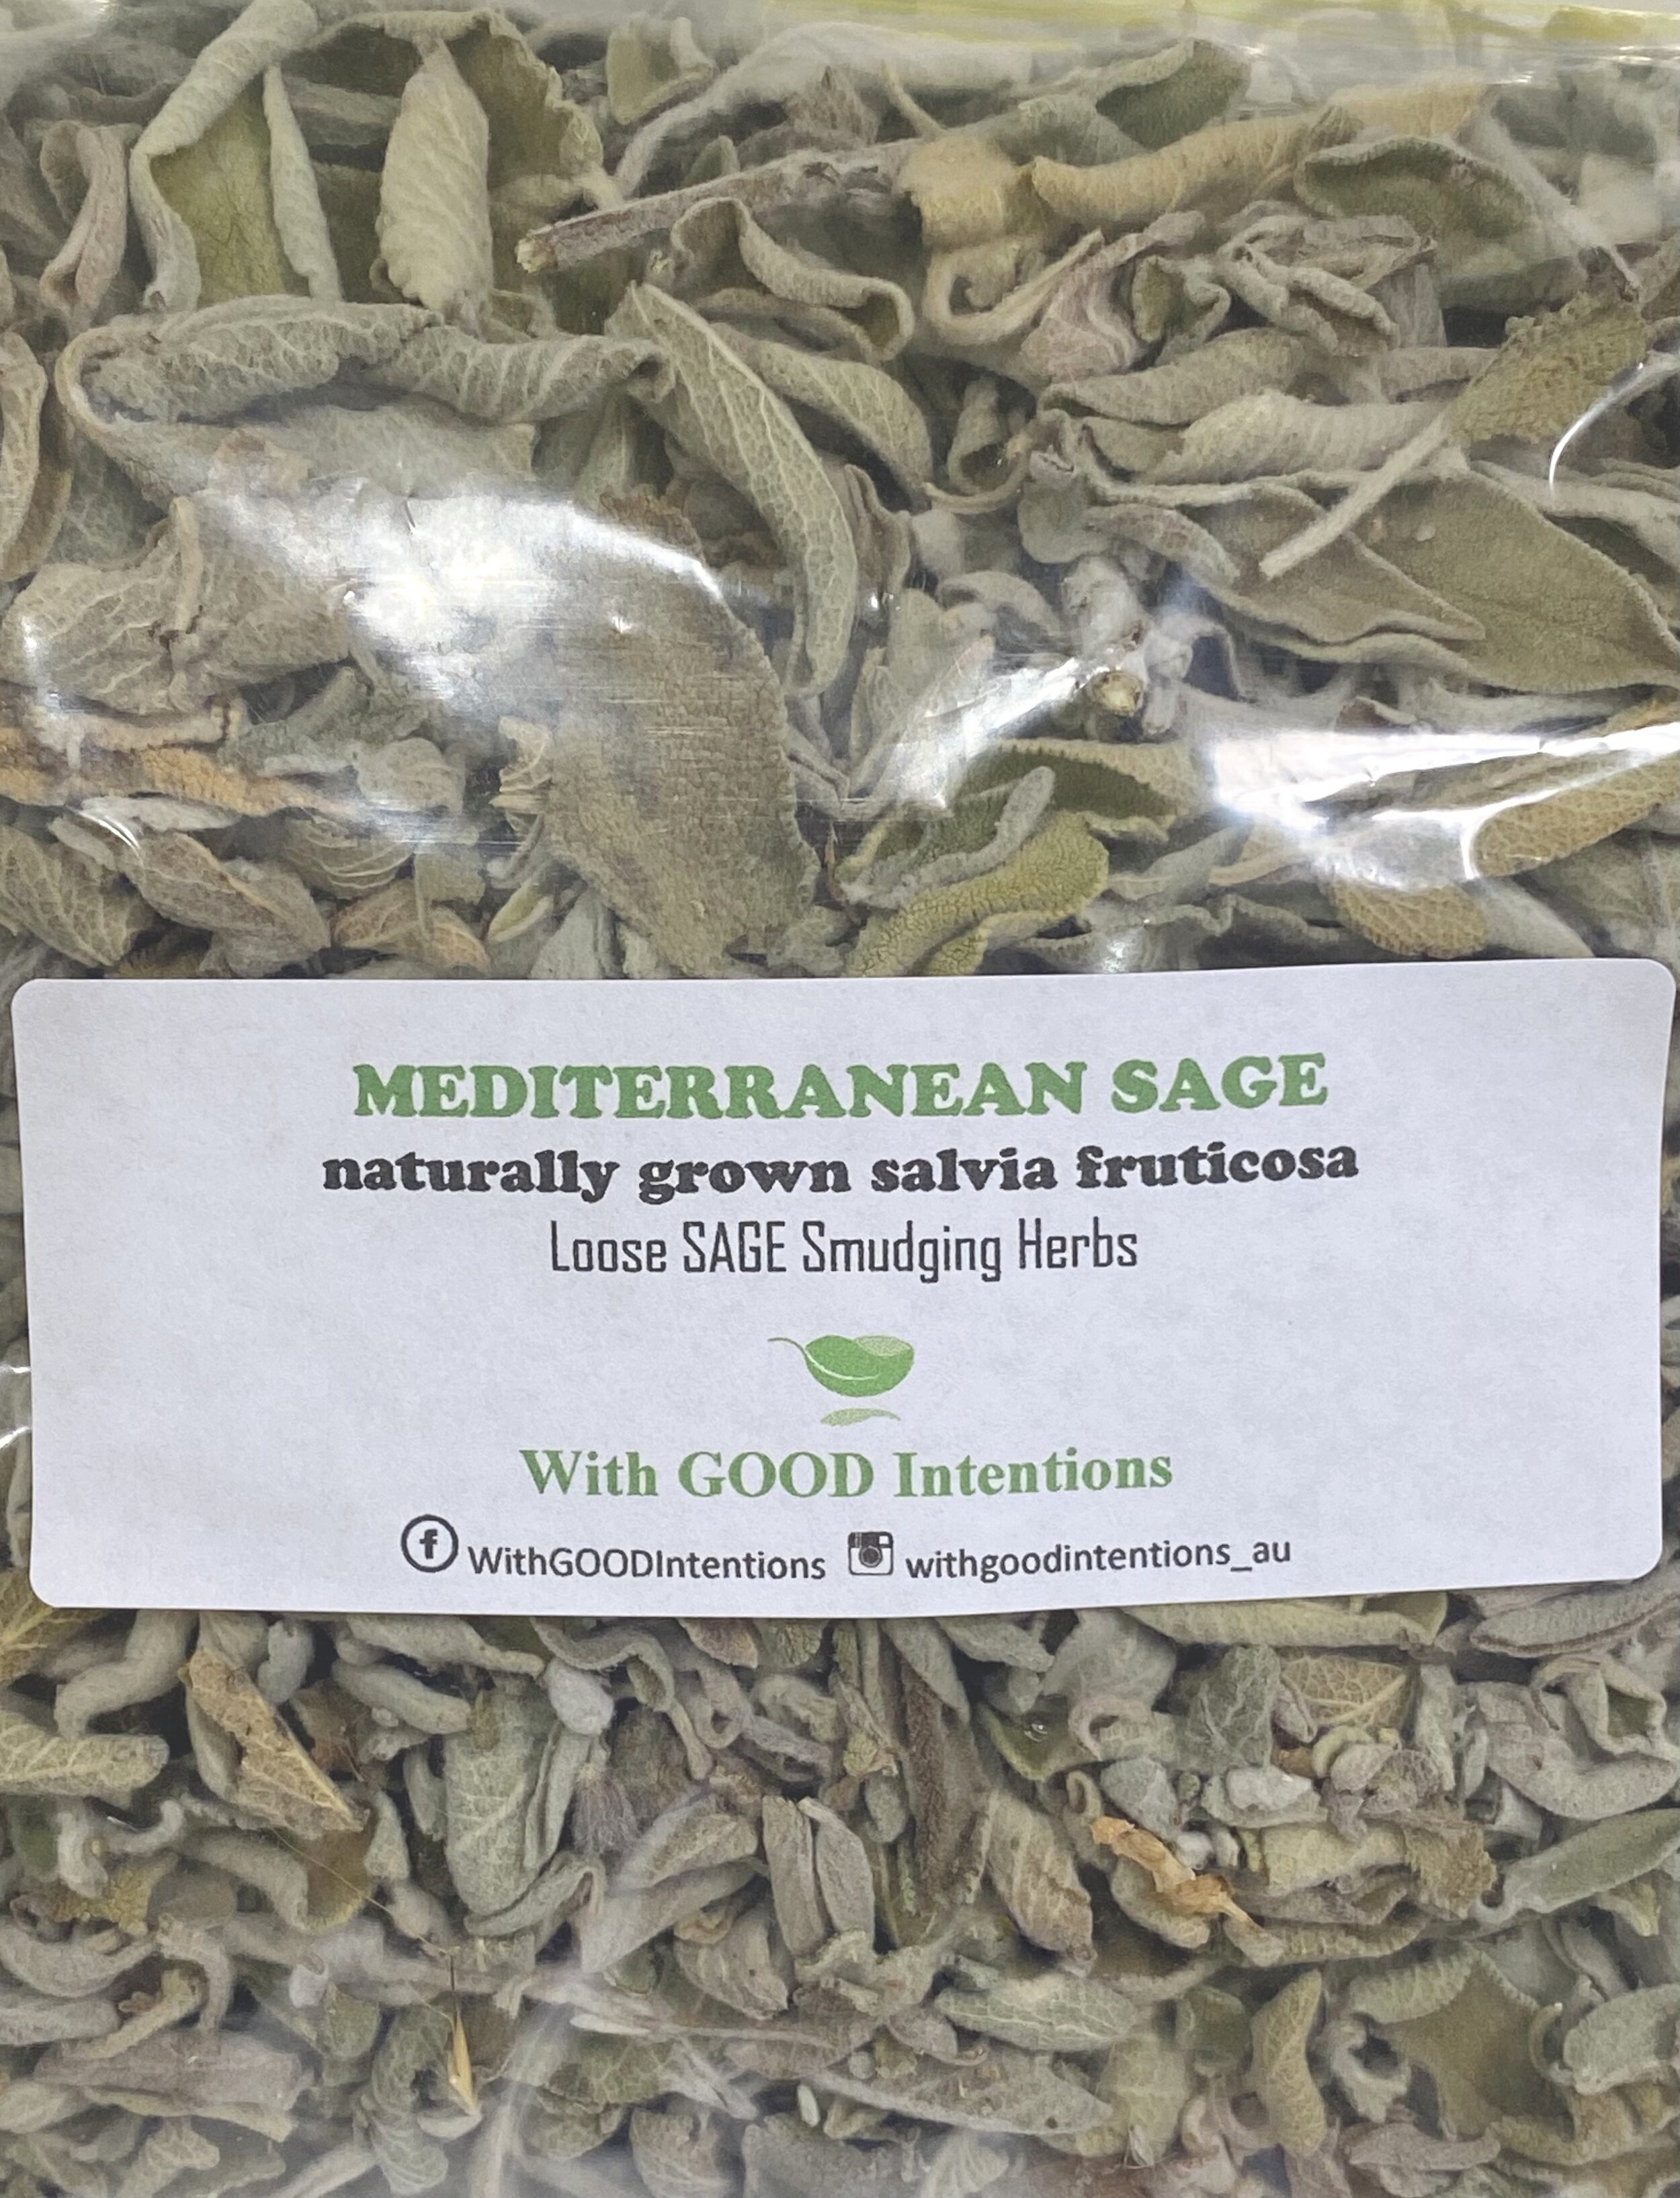 MEDITERRANEAN SAGE
naturally grown salvia fruticosa
Loose SAGE Smudging Herbs
With GOOD Intentions
f WithGOODIntentions withgoodintentions_au